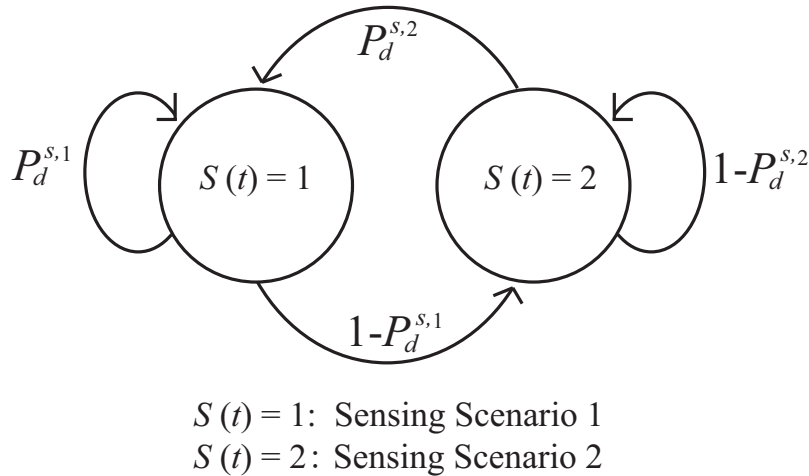 P_d^{s,2}
P_d^{s,1}
S (t) = 1
S (t) = 2
1-P_d^{s,2}
1-P_d^{s,1}
S (t) = 1: Sensing Scenario 1
S (t) = 2: Sensing Scenario 2